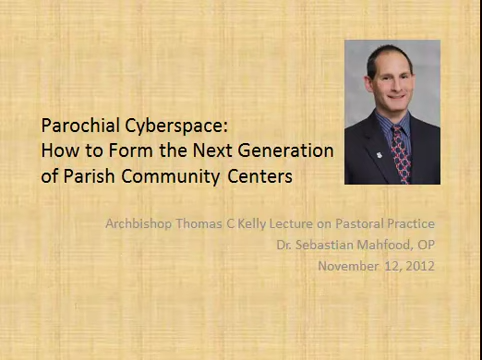 Parochial Cyberspace:
How to Form the Next Generation
of Parish Community Centers
Archbishop Thomas C Kelly Lecture on Pastoral Practice
Dr. Sebastian Mahfood, OP
November 12, 2012